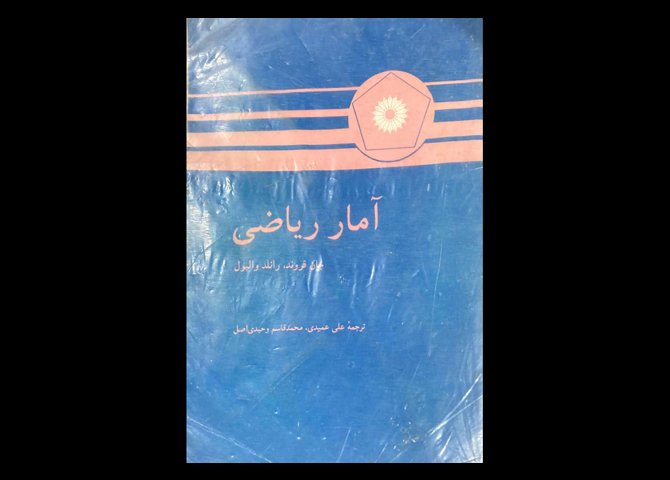 آمار ریاضی
جان فروند، رانلد والپول
ترجمهٔ علی عمیدی، محمدقاسم وحیدی‌اصل